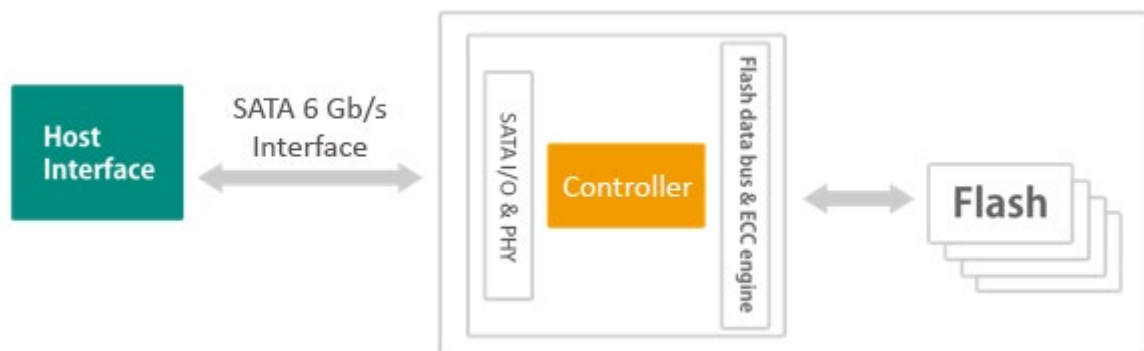 Host
Interface
SATA 6 Gb/s
Interface
SATA I/O & PHY
Controller
Flash data bus & ECC engine
Flash